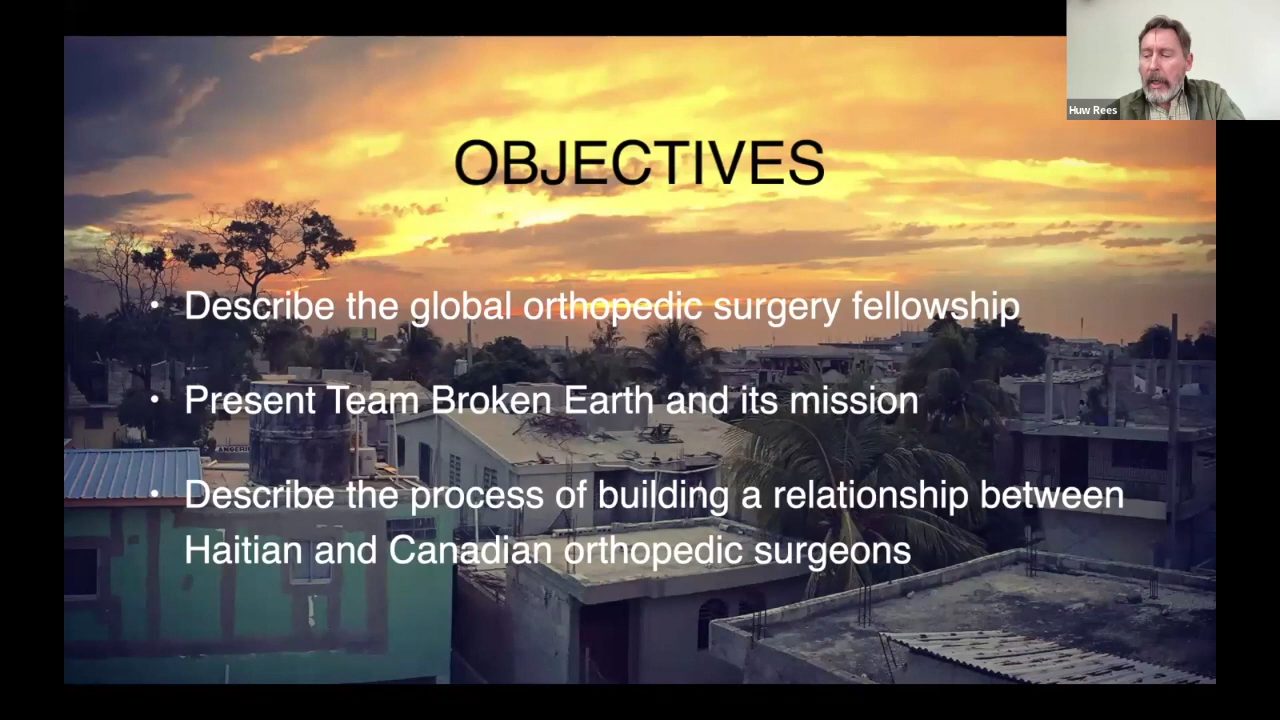 Huw Rees
OBJECTIVES
• Describe the global orthopedic surgery fellowship
• Present Team Broken Earth and its mission
• Describe the process of building a relationship between
Haitian and Canadian orthopedic surgeons